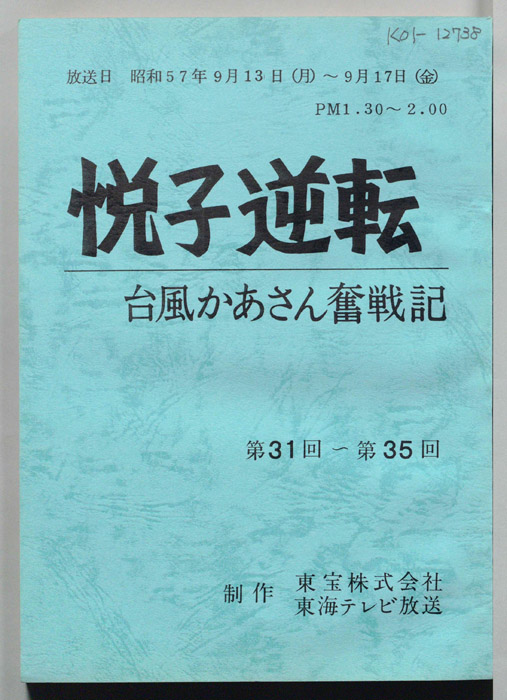 K01-12738
放送日 昭和57年9月13日(月)～9月17日(金)
PM1.30～2.00
悦子逆転
台風かあさん奮戦記
第31回～第35回
制作 東宝株式会社
東海テレビ放送